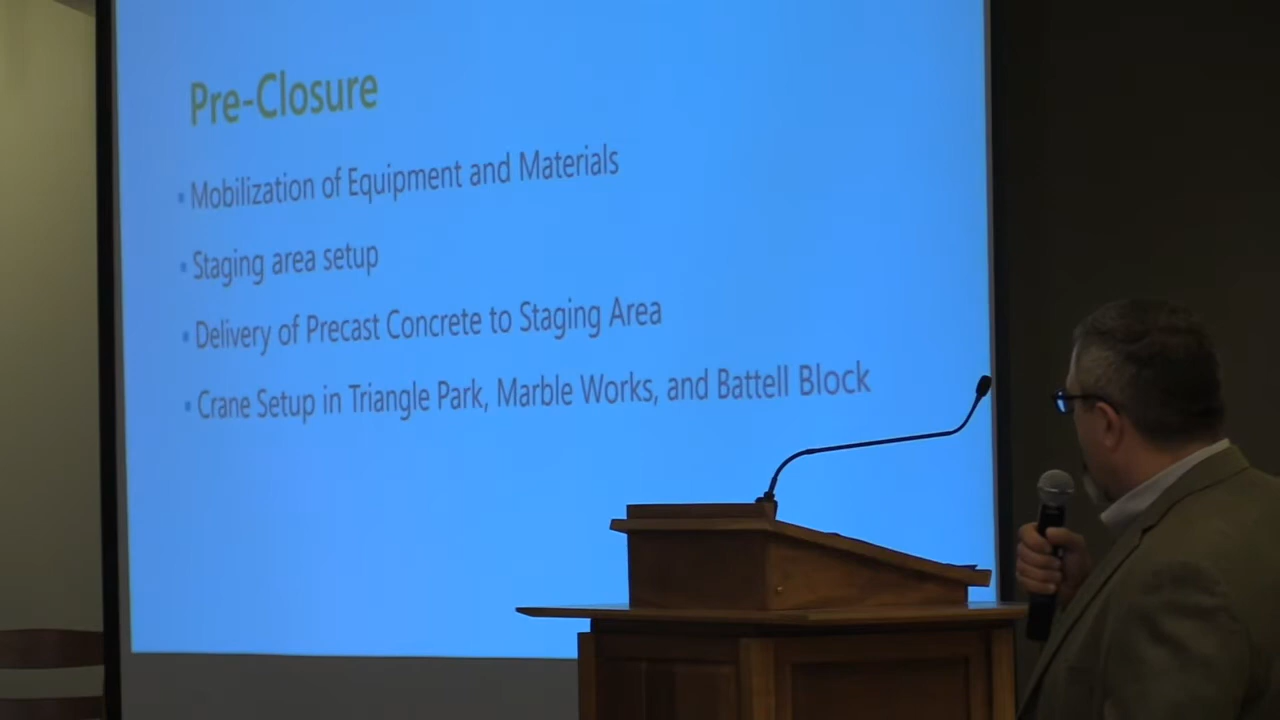 Pre-Closure
▪ Mobilization of Equipment and Materials
▪ Staging area setup
▪ Delivery of Precast Concrete to Staging Area
▪ Crane Setup in Triangle Park, Marble Works, and Battell Block